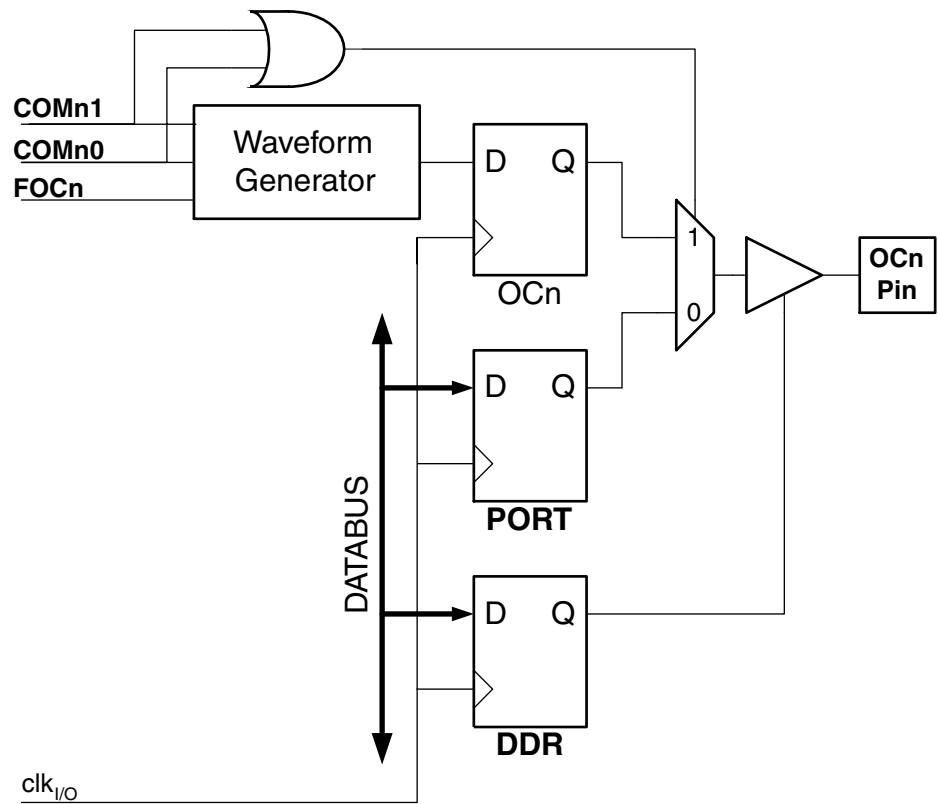 COMn1
COMn0
FOCn
Waveform
Generator
D Q
OCn
1
0
OCn
Pin
D Q
PORT
DATABUS
D Q
DDR
clkI/O